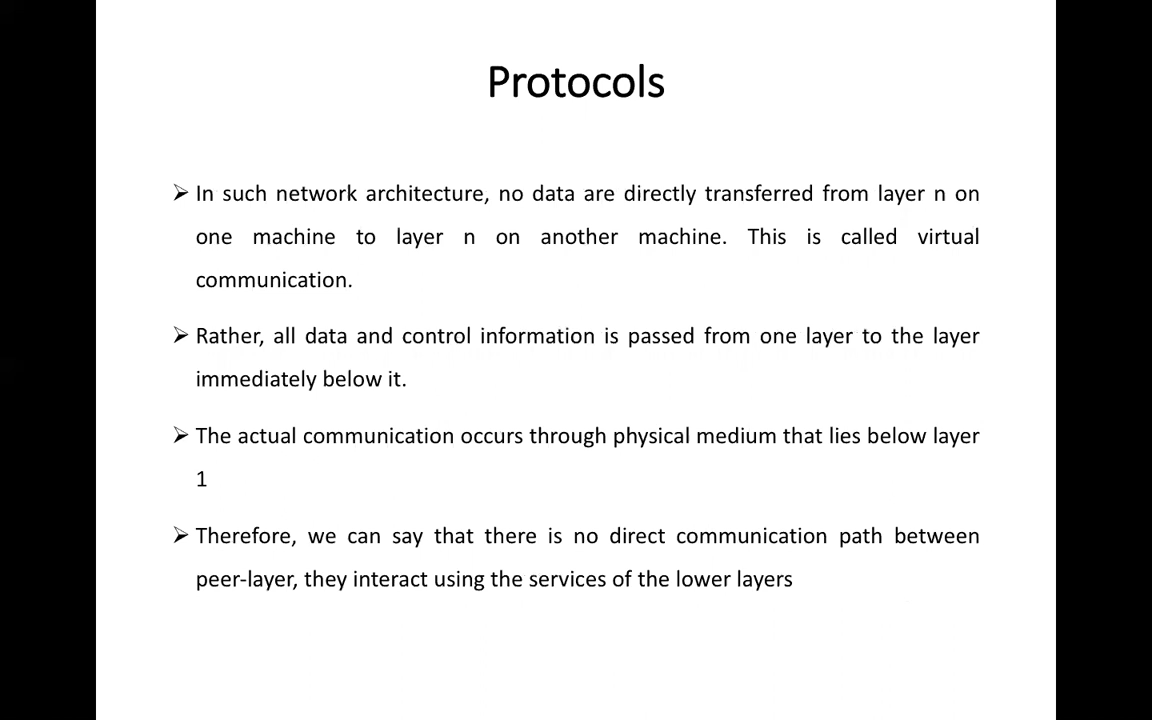 Protocols
➢ In such network architecture, no data are directly transferred from layer n on
one machine to layer n on another machine. This is called virtual
communication.
➢ Rather, all data and control information is passed from one layer to the layer
immediately below it.
➢ The actual communication occurs through physical medium that lies below layer
1
➢ Therefore, we can say that there is no direct communication path between
peer-layer, they interact using the services of the lower layers